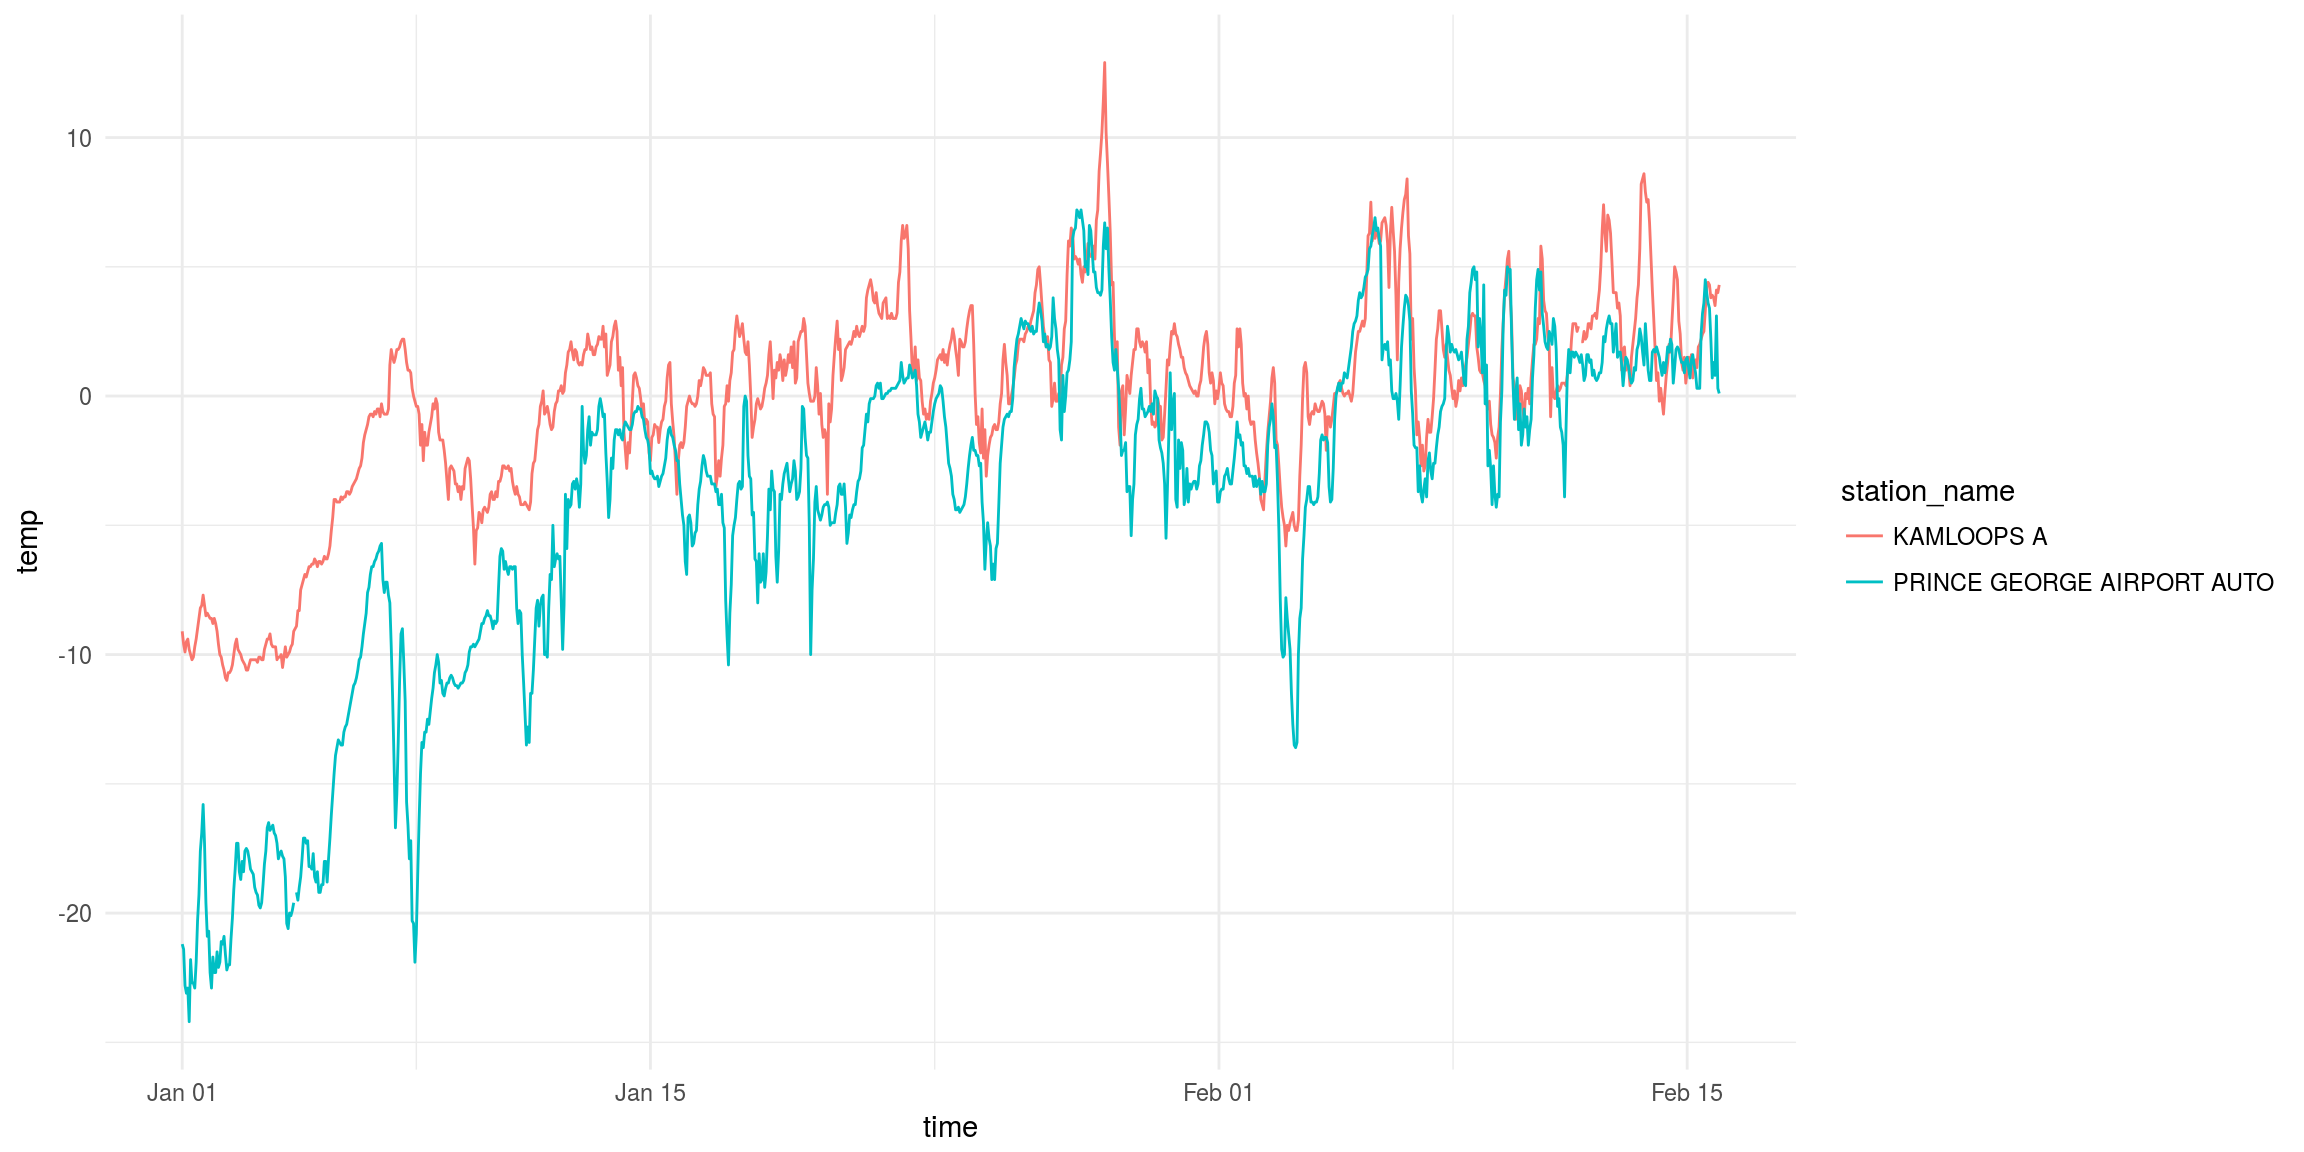 temp
10
0
-10
-20
Jan 01
Jan 15
Feb 01
Feb 15
time
station_name
KAMLOOPS A
PRINCE GEORGE AIRPORT AUTO